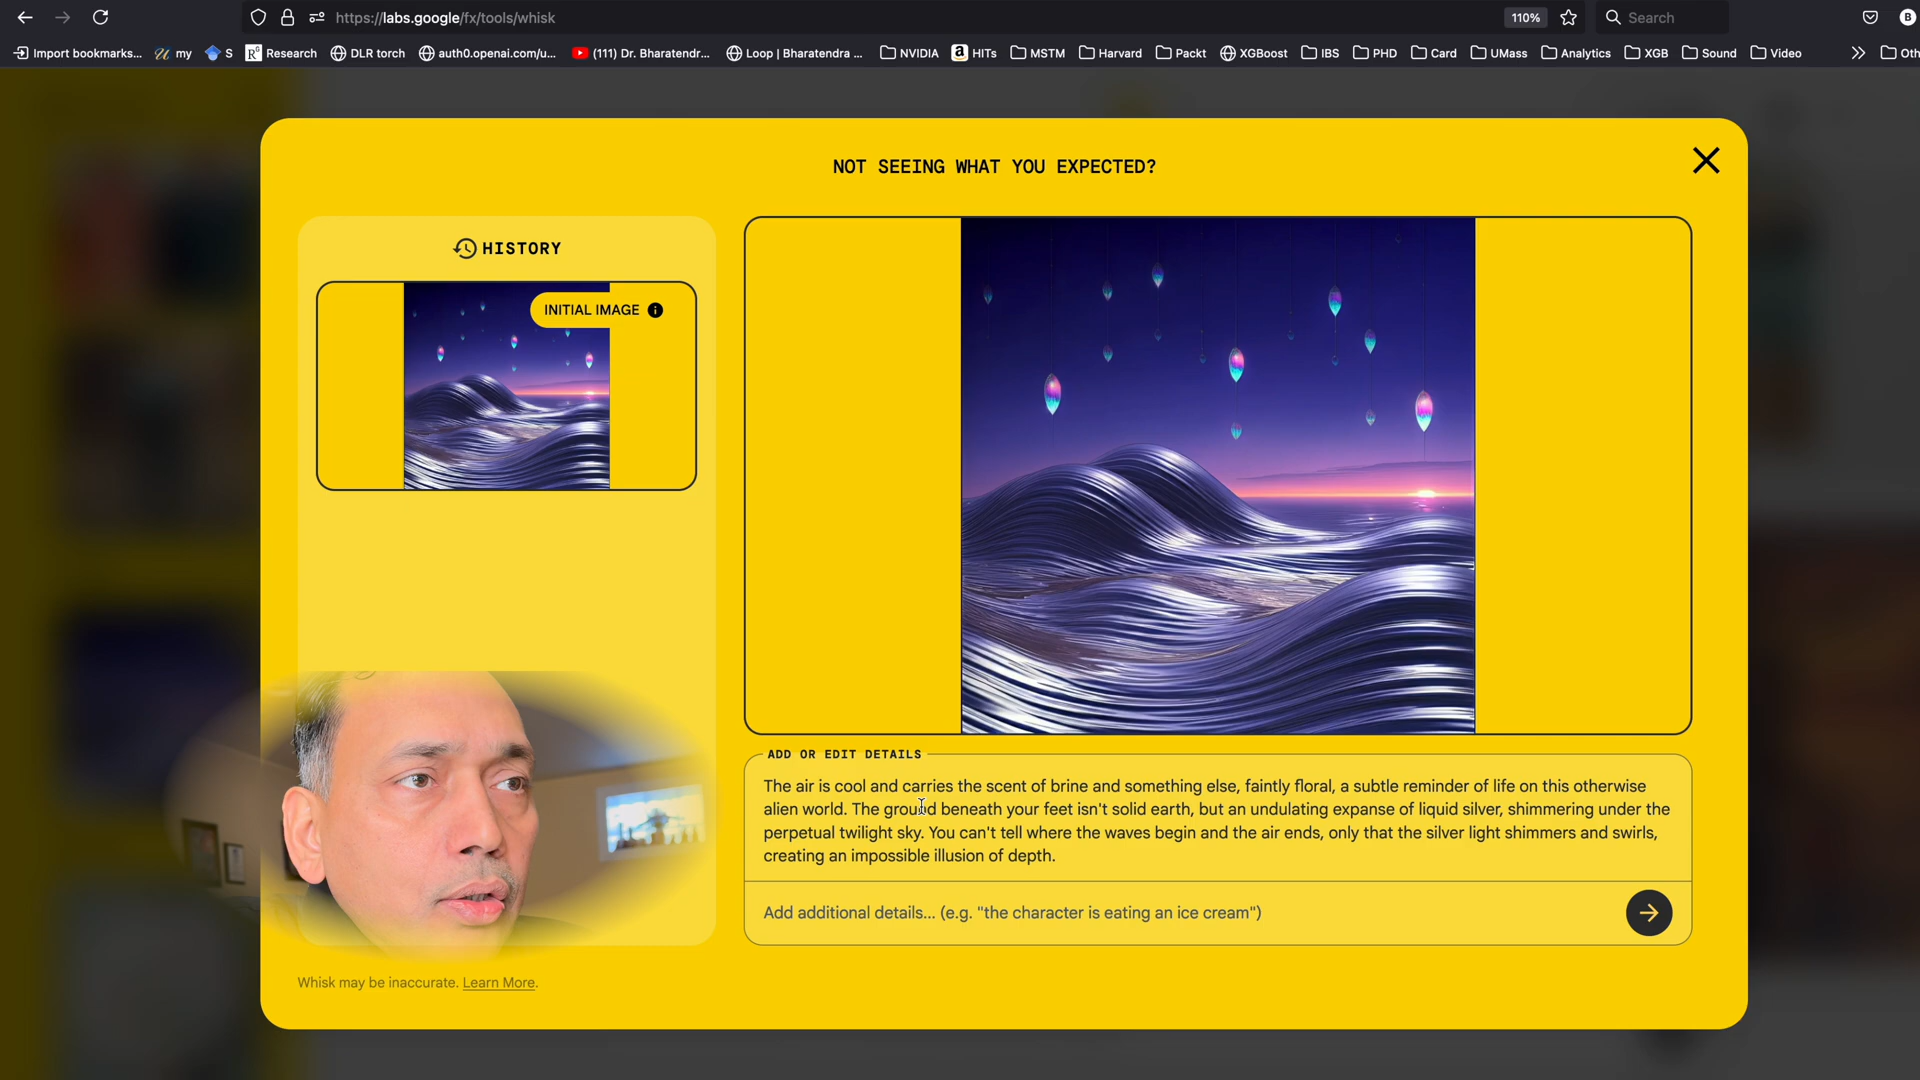 https://labs.google/fx/tools/whisk
110%
Search
B
Import bookmarks...
my
S
Research
DLR torch
auth0.openai.com/u...
(111) Dr. Bharatendr...
Loop | Bharatendra ...
NVIDIA
HITs
MSTM
Harvard
Packt
XGBoost
IBS
PHD
Card
UMass
Analytics
XGB
Sound
Video
Oth
NOT SEEING WHAT YOU EXPECTED?
HISTORY
INITIAL IMAGE
ADD OR EDIT DETAILS
The air is cool and carries the scent of brine and something else, faintly floral, a subtle reminder of life on this otherwise
alien world. The ground beneath your feet isn't solid earth, but an undulating expanse of liquid silver, shimmering under the
perpetual twilight sky. You can't tell where the waves begin and the air ends, only that the silver light shimmers and swirls,
creating an impossible illusion of depth.
Add additional details... (e.g. "the character is eating an ice cream")
Whisk may be inaccurate. Learn More.